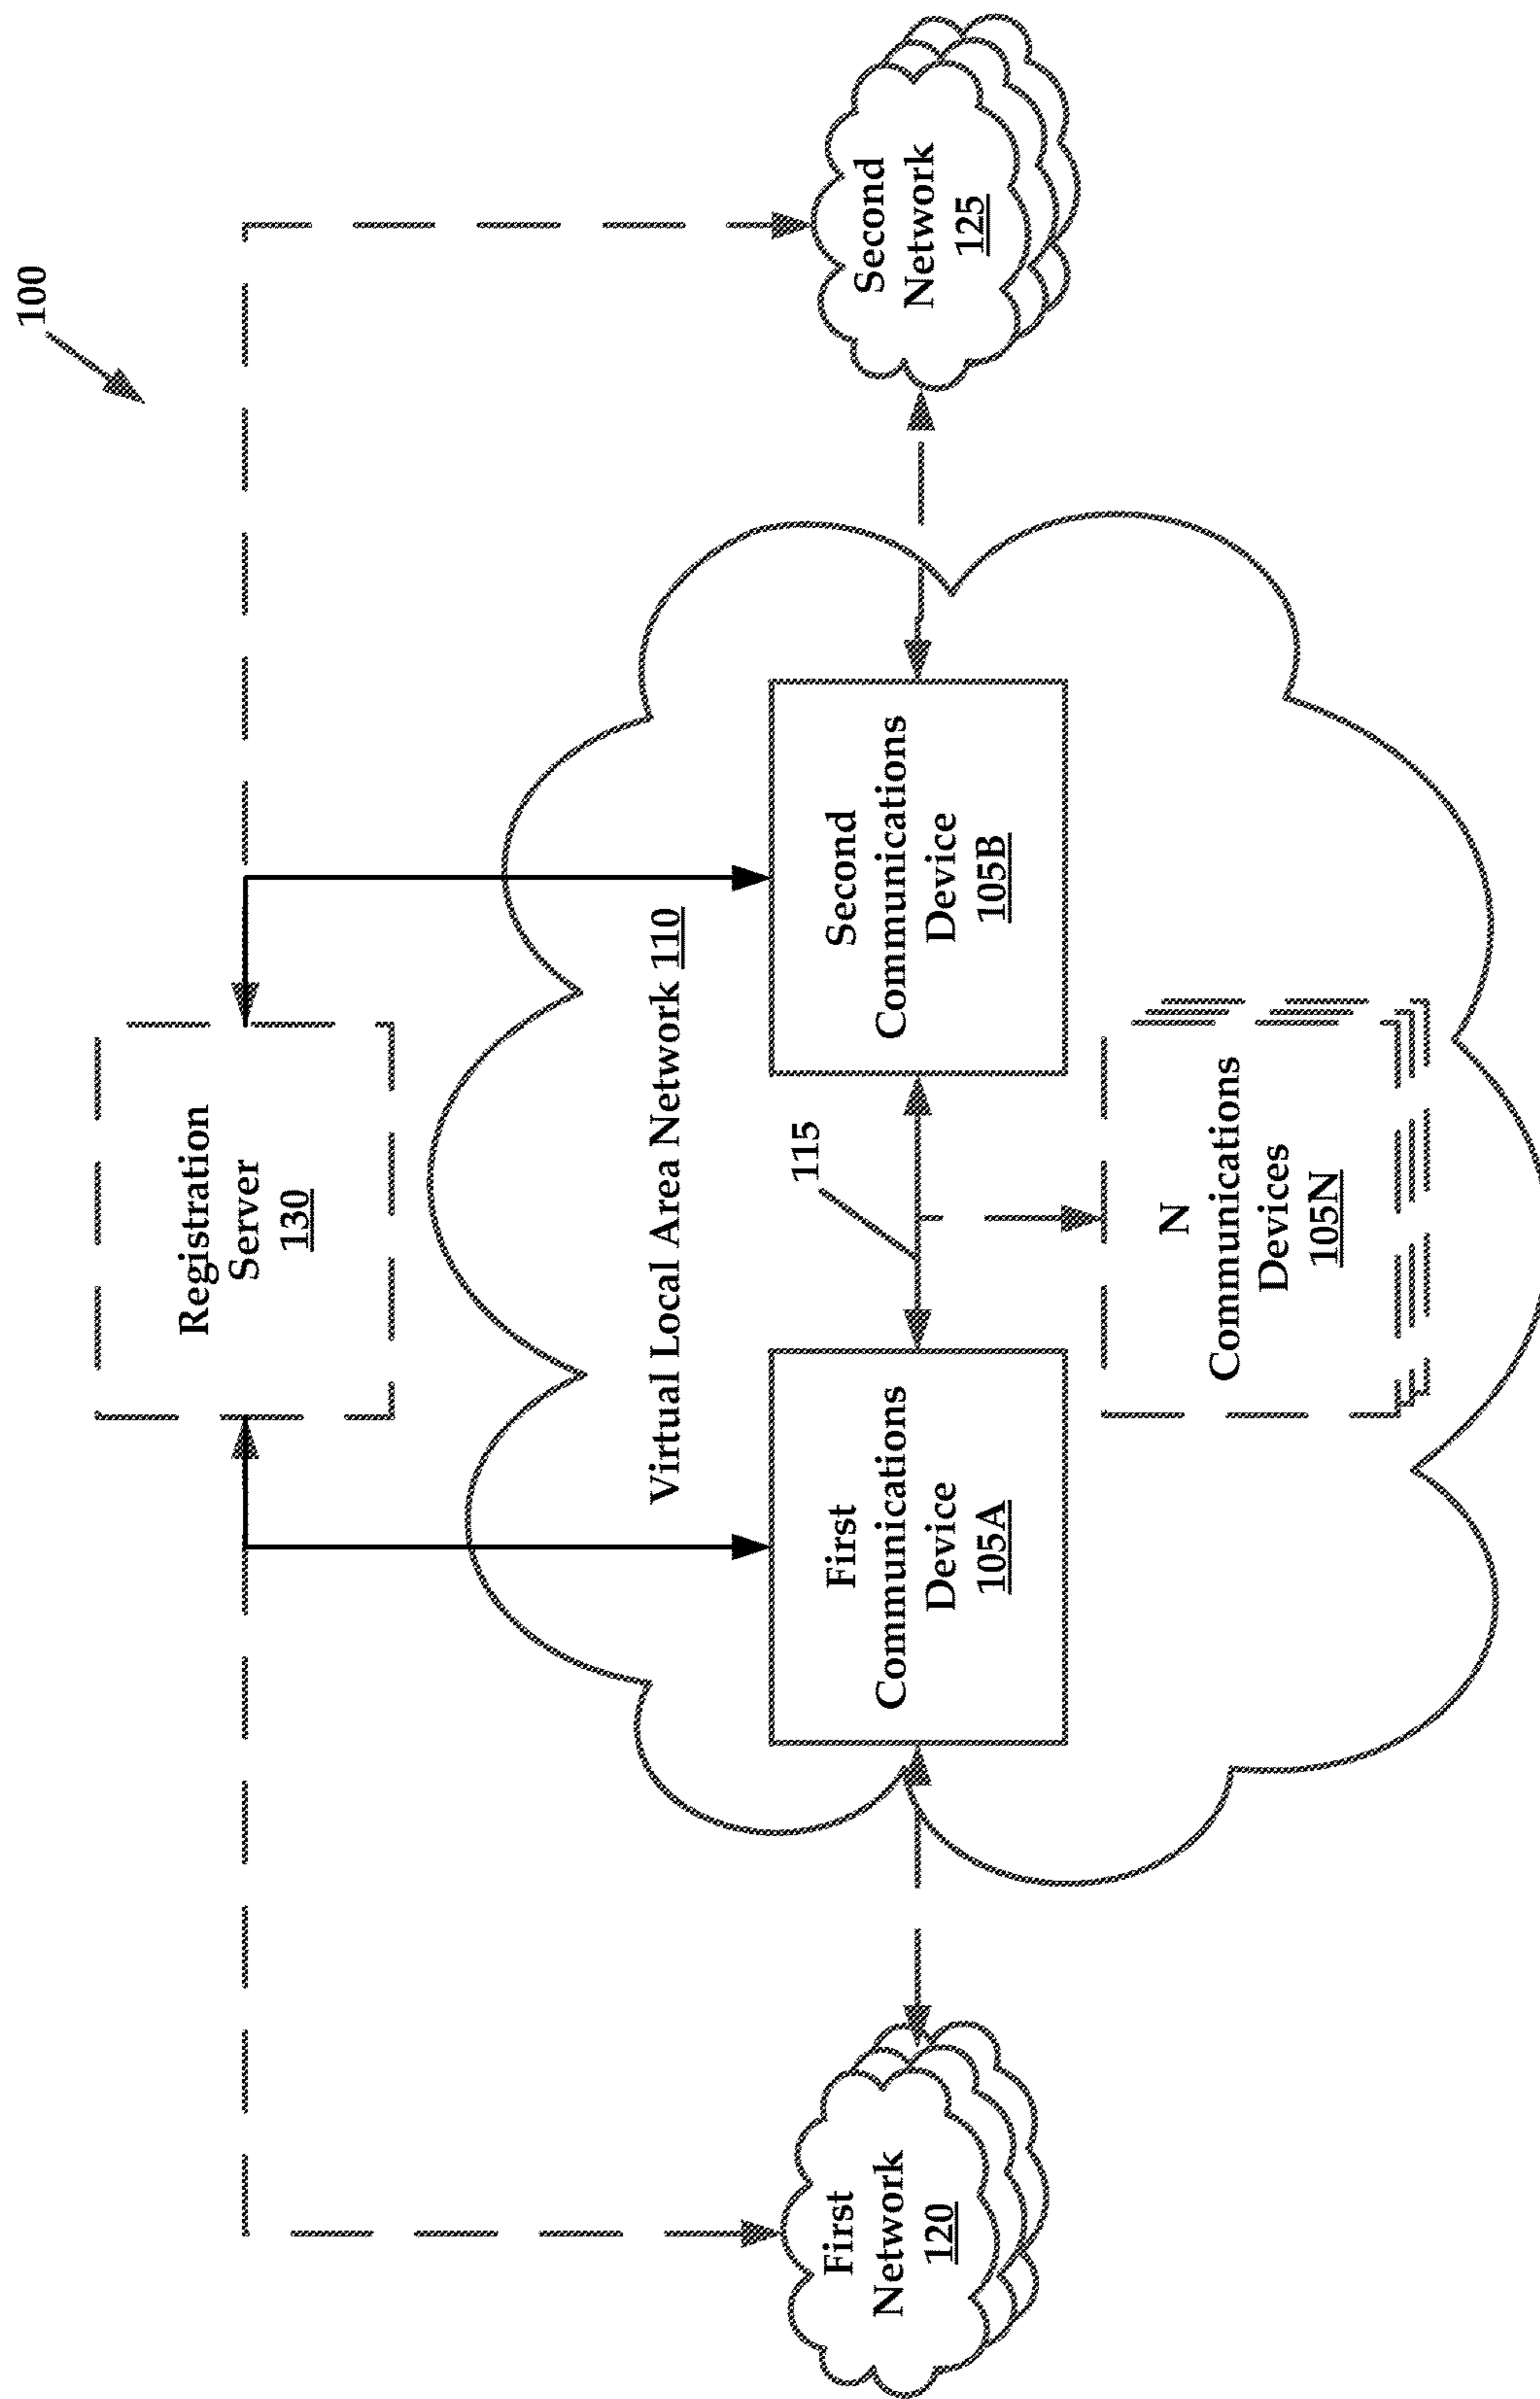 100
Registration
Server
130
Virtual Local Area Network 110
First
Network
120
First
Communications
Device
105A
115
Second
Communications
Device
105B
Second
Network
125
N
Communications
Devices
105N